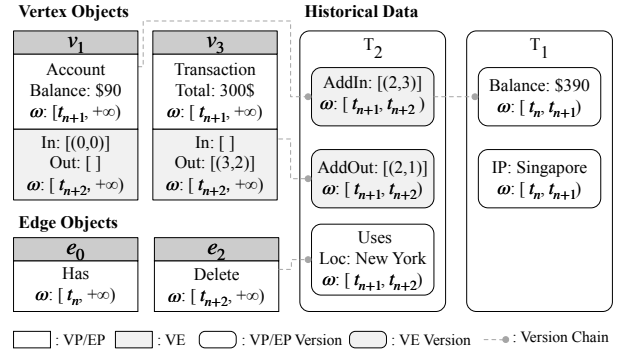 Vertex Objects
Historical Data
v1
Account
Balance: $90
ω: [tn+1, +∞)
In: [(0,0)]
Out: [ ]
ω: [ tn+2, +∞)
v3
Transaction
Total: 300$
ω: [ tn+1, +∞)
In: [ ]
Out: [(3,2)]
ω: [ tn+2, +∞)
Edge Objects
e0
Has
ω: [ tn, +∞)
e2
Delete
ω: [ tn+2, +∞)
T2
AddIn: [(2,3)]
ω: [ tn+1, tn+2 )
AddOut: [(2,1)]
ω: [ tn+1, tn+2)
Uses
Loc: New York
ω: [ tn+1, tn+2)
T1
Balance: $390
ω: [ tn, tn+1)
IP: Singapore
ω: [ tn, tn+1)
: VP/EP : VE : VP/EP Version : VE Version : Version Chain